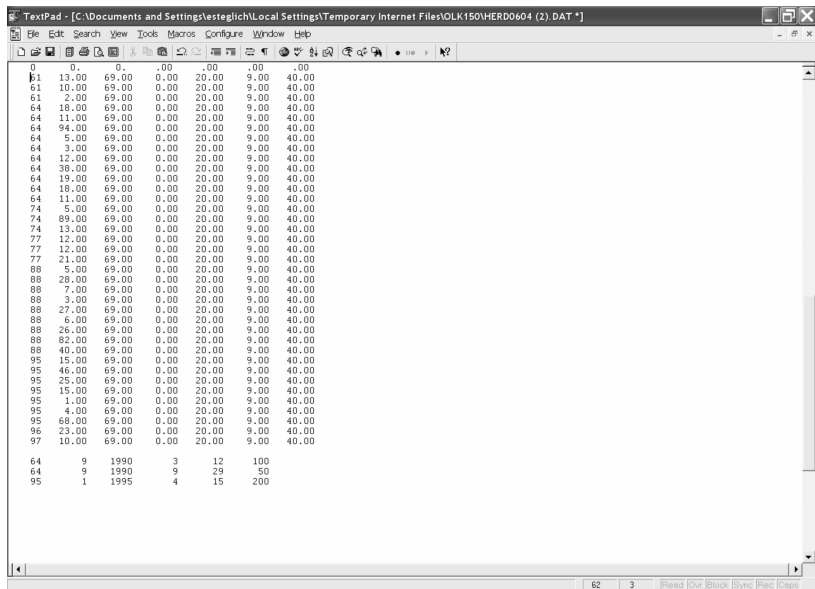 TextPad - [C:\Documents and Settings\esteglich\Local Settings\Temporary Internet Files\OLK150\HERD0604 (2).DAT *]
File Edit Search View Tools Macros Configure Window Help
0 0. 0. .00 .00 .00 .00
61 13.00 69.00 0.00 20.00 9.00 40.00
61 10.00 69.00 0.00 20.00 9.00 40.00
61 2.00 69.00 0.00 20.00 9.00 40.00
64 18.00 69.00 0.00 20.00 9.00 40.00
64 11.00 69.00 0.00 20.00 9.00 40.00
64 94.00 69.00 0.00 20.00 9.00 40.00
64 5.00 69.00 0.00 20.00 9.00 40.00
64 3.00 69.00 0.00 20.00 9.00 40.00
64 12.00 69.00 0.00 20.00 9.00 40.00
64 38.00 69.00 0.00 20.00 9.00 40.00
64 19.00 69.00 0.00 20.00 9.00 40.00
64 18.00 69.00 0.00 20.00 9.00 40.00
64 11.00 69.00 0.00 20.00 9.00 40.00
74 5.00 69.00 0.00 20.00 9.00 40.00
74 89.00 69.00 0.00 20.00 9.00 40.00
74 13.00 69.00 0.00 20.00 9.00 40.00
77 12.00 69.00 0.00 20.00 9.00 40.00
77 12.00 69.00 0.00 20.00 9.00 40.00
77 21.00 69.00 0.00 20.00 9.00 40.00
88 5.00 69.00 0.00 20.00 9.00 40.00
88 28.00 69.00 0.00 20.00 9.00 40.00
88 7.00 69.00 0.00 20.00 9.00 40.00
88 3.00 69.00 0.00 20.00 9.00 40.00
88 27.00 69.00 0.00 20.00 9.00 40.00
88 6.00 69.00 0.00 20.00 9.00 40.00
88 26.00 69.00 0.00 20.00 9.00 40.00
88 82.00 69.00 0.00 20.00 9.00 40.00
88 40.00 69.00 0.00 20.00 9.00 40.00
95 15.00 69.00 0.00 20.00 9.00 40.00
95 46.00 69.00 0.00 20.00 9.00 40.00
95 25.00 69.00 0.00 20.00 9.00 40.00
95 15.00 69.00 0.00 20.00 9.00 40.00
95 1.00 69.00 0.00 20.00 9.00 40.00
95 4.00 69.00 0.00 20.00 9.00 40.00
95 68.00 69.00 0.00 20.00 9.00 40.00
96 23.00 69.00 0.00 20.00 9.00 40.00
97 10.00 69.00 0.00 20.00 9.00 40.00
64 9 1990 3 12 100
64 9 1990 9 29 50
95 1 1995 4 15 200
62 3 Read Ovr Block Sync Rec Caps